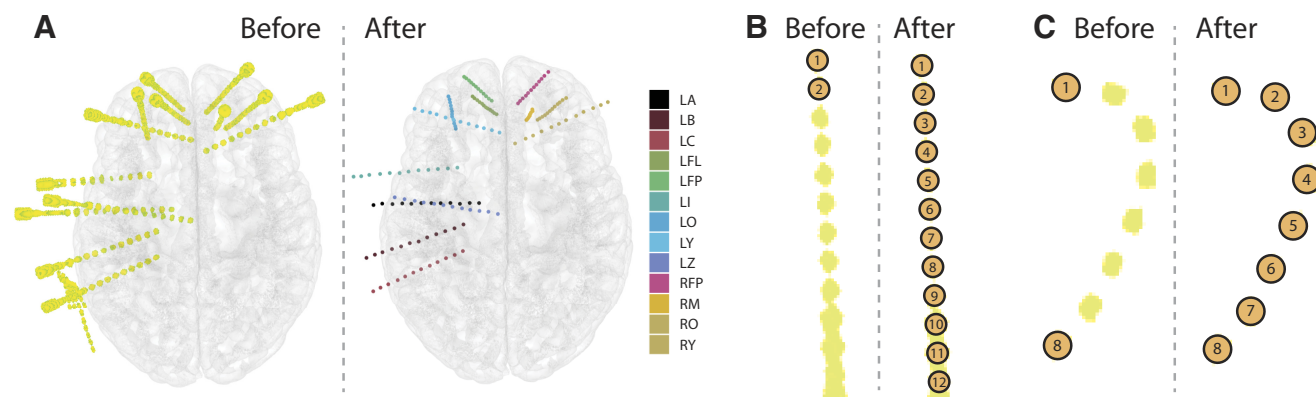 A Before After
LA
LB
LC
LFL
LFP
LI
LO
LY
LZ
RFP
RM
RO
RY
B Before After
1
2
1
2
3
4
5
6
7
8
9
10
11
12
C Before After
1
8
1
2
3
4
5
6
7
8